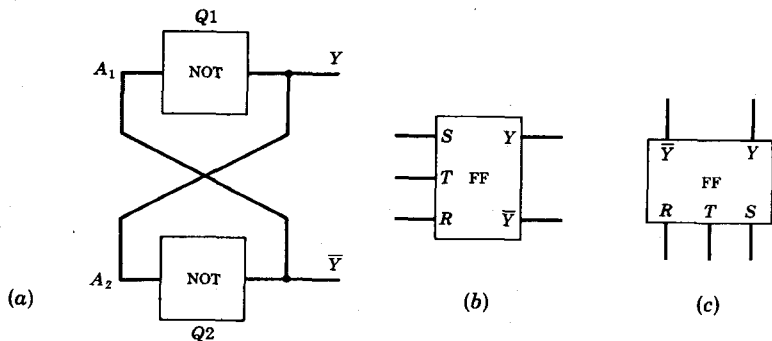 Q1
A₁ NOT Y
A₂ NOT Y̅
Q2
(a)
S Y
T FF
R Y̅
(b)
Y̅ Y
FF
R T S
(c)